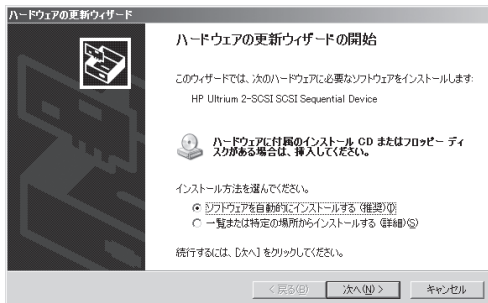 ハードウェアの更新ウィザード
ハードウェアの更新ウィザードの開始
このウィザードでは、次のハードウェアに必要なソフトウェアをインストールします:
HP Ultrium 2-SCSI SCSI Sequential Device
ハードウェアに付属のインストール CD またはフロッピー ディ
スクがある場合は、挿入してください。
インストール方法を選んでください。
ソフトウェアを自動的にインストールする (推奨)(I)
一覧または特定の場所からインストールする (詳細)(S)
続行するには、[次へ] をクリックしてください。
< 戻る(B)
次へ(N) >
キャンセル